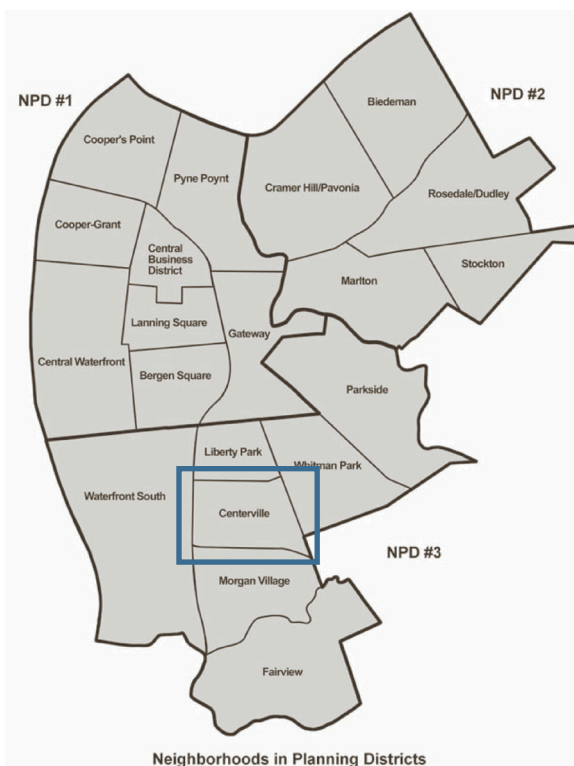 NPD #1
NPD #2
Biedeman
Cooper's Point
Pyne Poynt
Cramer Hill/Pavonia
Rosedale/Dudley
Cooper-Grant
Central
Business
District
Stockton
Marlton
Lanning Square
Gateway
Central Waterfront
Bergen Square
Parkside
Liberty Park
Whitman Park
Waterfront South
Centerville
NPD #3
Morgan Village
Fairview
Neighborhoods in Planning Districts